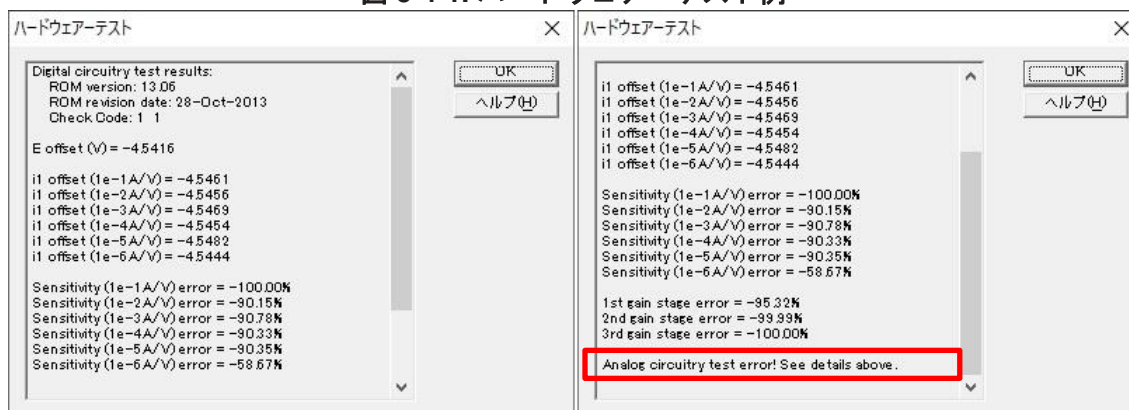 ハードウェアーテスト
Digital circuitry test results:
ROM version: 13.06
ROM revision date: 28-Oct-2013
Check Code: 1 1
E offset (V) = -4.5416
i1 offset (1e-1A/V) = -4.5461
i1 offset (1e-2A/V) = -4.5456
i1 offset (1e-3A/V) = -4.5469
i1 offset (1e-4A/V) = -4.5454
i1 offset (1e-5A/V) = -4.5482
i1 offset (1e-6A/V) = -4.5444
Sensitivity (1e-1A/V) error = -100.00%
Sensitivity (1e-2A/V) error = -90.15%
Sensitivity (1e-3A/V) error = -90.78%
Sensitivity (1e-4A/V) error = -90.33%
Sensitivity (1e-5A/V) error = -90.35%
Sensitivity (1e-6A/V) error = -58.67%
OK
ヘルプ(H)
ハードウェアーテスト
i1 offset (1e-1A/V) = -4.5461
i1 offset (1e-2A/V) = -4.5456
i1 offset (1e-3A/V) = -4.5469
i1 offset (1e-4A/V) = -4.5454
i1 offset (1e-5A/V) = -4.5482
i1 offset (1e-6A/V) = -4.5444
Sensitivity (1e-1A/V) error = -100.00%
Sensitivity (1e-2A/V) error = -90.15%
Sensitivity (1e-3A/V) error = -90.78%
Sensitivity (1e-4A/V) error = -90.33%
Sensitivity (1e-5A/V) error = -90.35%
Sensitivity (1e-6A/V) error = -58.67%
1st gain stage error = -95.32%
2nd gain stage error = -99.99%
3rd gain stage error = -100.00%
Analog circuitry test error! See details above.
OK
ヘルプ(H)